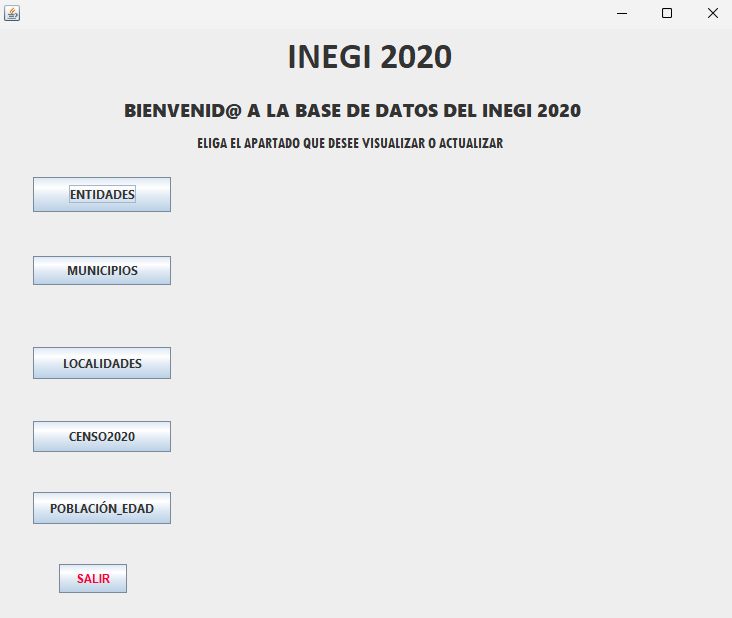 INEGI 2020
BIENVENID@ A LA BASE DE DATOS DEL INEGI 2020
ELIGA EL APARTADO QUE DESEE VISUALIZAR O ACTUALIZAR
ENTIDADES
MUNICIPIOS
LOCALIDADES
CENSO2020
POBLACIÓN_EDAD
SALIR